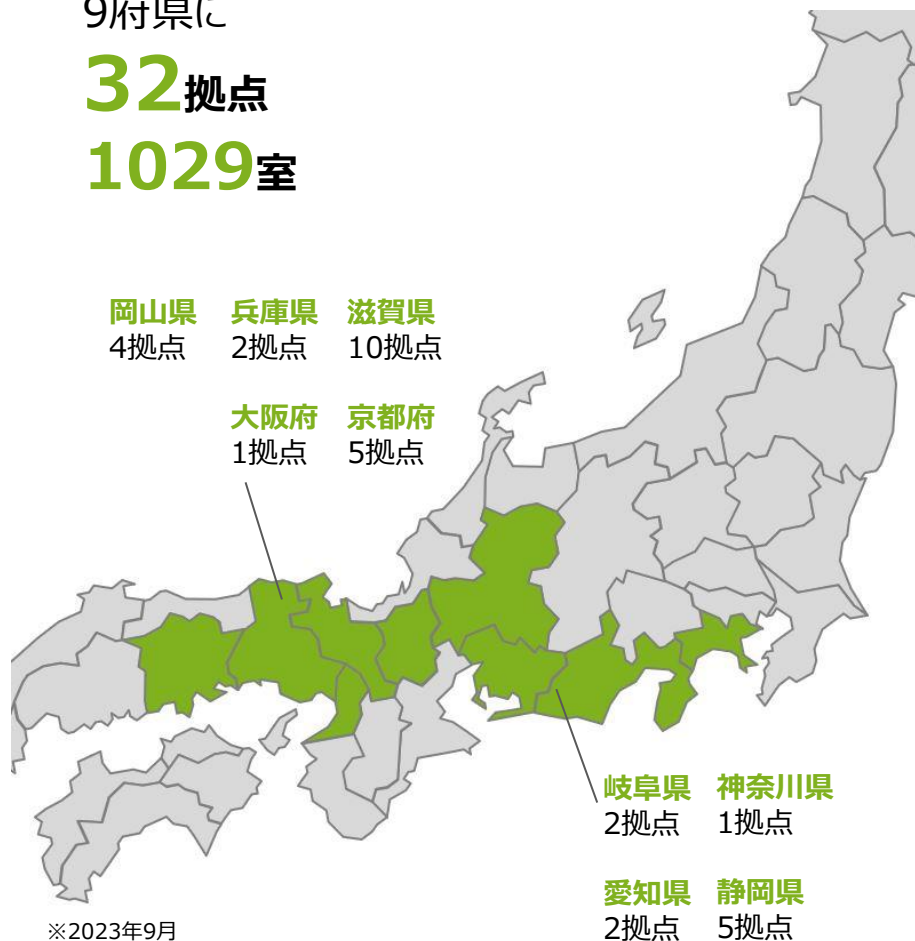 9府県に
32拠点
1029室
岡山県 兵庫県 滋賀県
4拠点 2拠点 10拠点
大阪府 京都府
1拠点 5拠点
岐阜県 神奈川県
2拠点 1拠点
愛知県 静岡県
2拠点 5拠点
※2023年9月